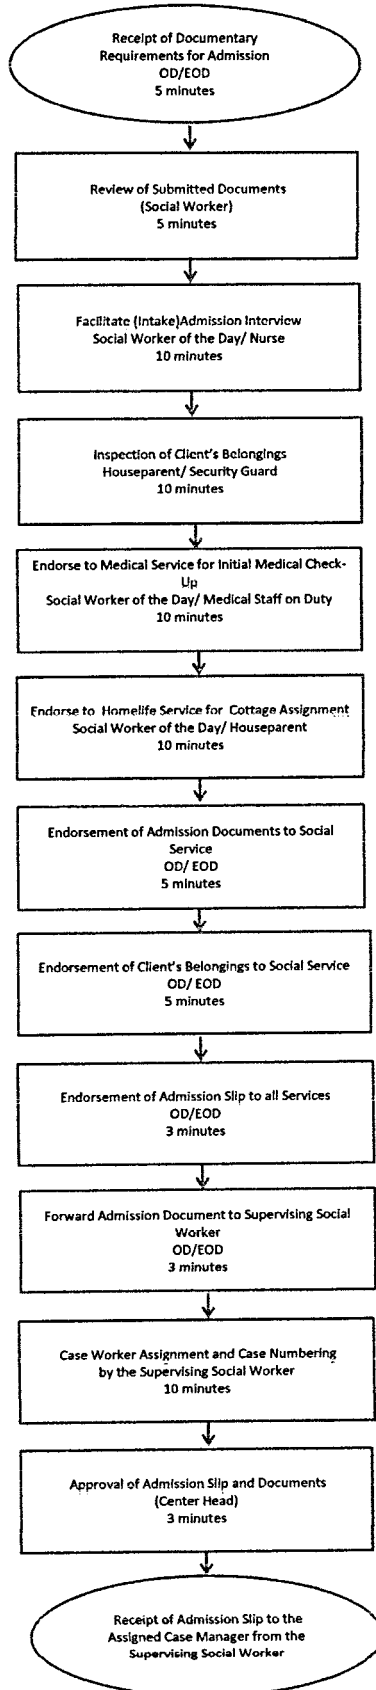 Receipt of Documentary
Requirements for Admission
OD/EOD
5 minutes
Review of Submitted Documents
(Social Worker)
5 minutes
Facilitate (Intake)Admission Interview
Social Worker of the Day/ Nurse
10 minutes
Inspection of Client's Belongings
Houseparent/ Security Guard
10 minutes
Endorse to Medical Service for Initial Medical Check-
Up
Social Worker of the Day/ Medical Staff on Duty
10 minutes
Endorse to Homelife Service for Cottage Assignment
Social Worker of the Day/ Houseparent
10 minutes
Endorsement of Admission Documents to Social
Service
OD/ EOD
5 minutes
Endorsement of Client's Belongings to Social Service
OD/ EOD
5 minutes
Endorsement of Admission Slip to all Services
OD/EOD
3 minutes
Forward Admission Document to Supervising Social
Worker
OD/EOD
3 minutes
Case Worker Assignment and Case Numbering
by the Supervising Social Worker
10 minutes
Approval of Admission Slip and Documents
(Center Head)
3 minutes
Receipt of Admission Slip to the
Assigned Case Manager from the
Supervising Social Worker